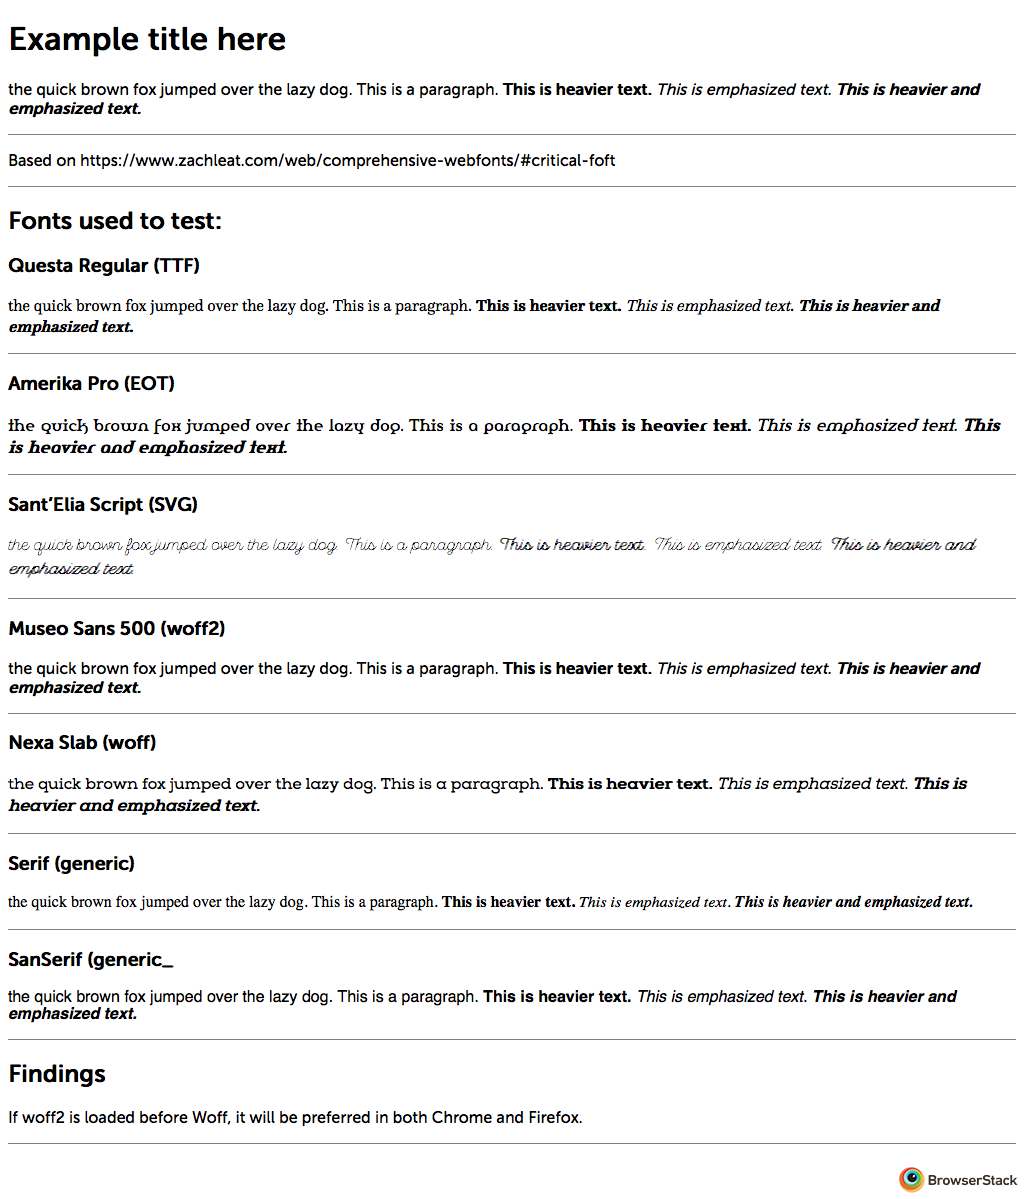 Example title here
the quick brown fox jumped over the lazy dog. This is a paragraph. This is heavier text. This is emphasized text. This is heavier and
emphasized text.
Based on https://www.zachleat.com/web/comprehensive-webfonts/#critical-foft
Fonts used to test:
Questa Regular (TTF)
the quick brown fox jumped over the lazy dog. This is a paragraph. This is heavier text. This is emphasized text. This is heavier and
emphasized text.
Amerika Pro (EOT)
the quick brown fox jumped over the lazy dog. This is a paragraph. This is heavier text. This is emphasized text. This
is heavier and emphasized text.
Sant'Elia Script (SVG)
the quick brown fox jumped over the lazy dog. This is a paragraph. This is heavier text. This is emphasized text. This is heavier and
emphasized text.
Museo Sans 500 (woff2)
the quick brown fox jumped over the lazy dog. This is a paragraph. This is heavier text. This is emphasized text. This is heavier and
emphasized text.
Nexa Slab (woff)
the quick brown fox jumped over the lazy dog. This is a paragraph. This is heavier text. This is emphasized text. This is
heavier and emphasized text.
Serif (generic)
the quick brown fox jumped over the lazy dog. This is a paragraph. This is heavier text. This is emphasized text. This is heavier and emphasized text.
SanSerif (generic_
the quick brown fox jumped over the lazy dog. This is a paragraph. This is heavier text. This is emphasized text. This is heavier and
emphasized text.
Findings
If woff2 is loaded before Woff, it will be preferred in both Chrome and Firefox.
BrowserStack